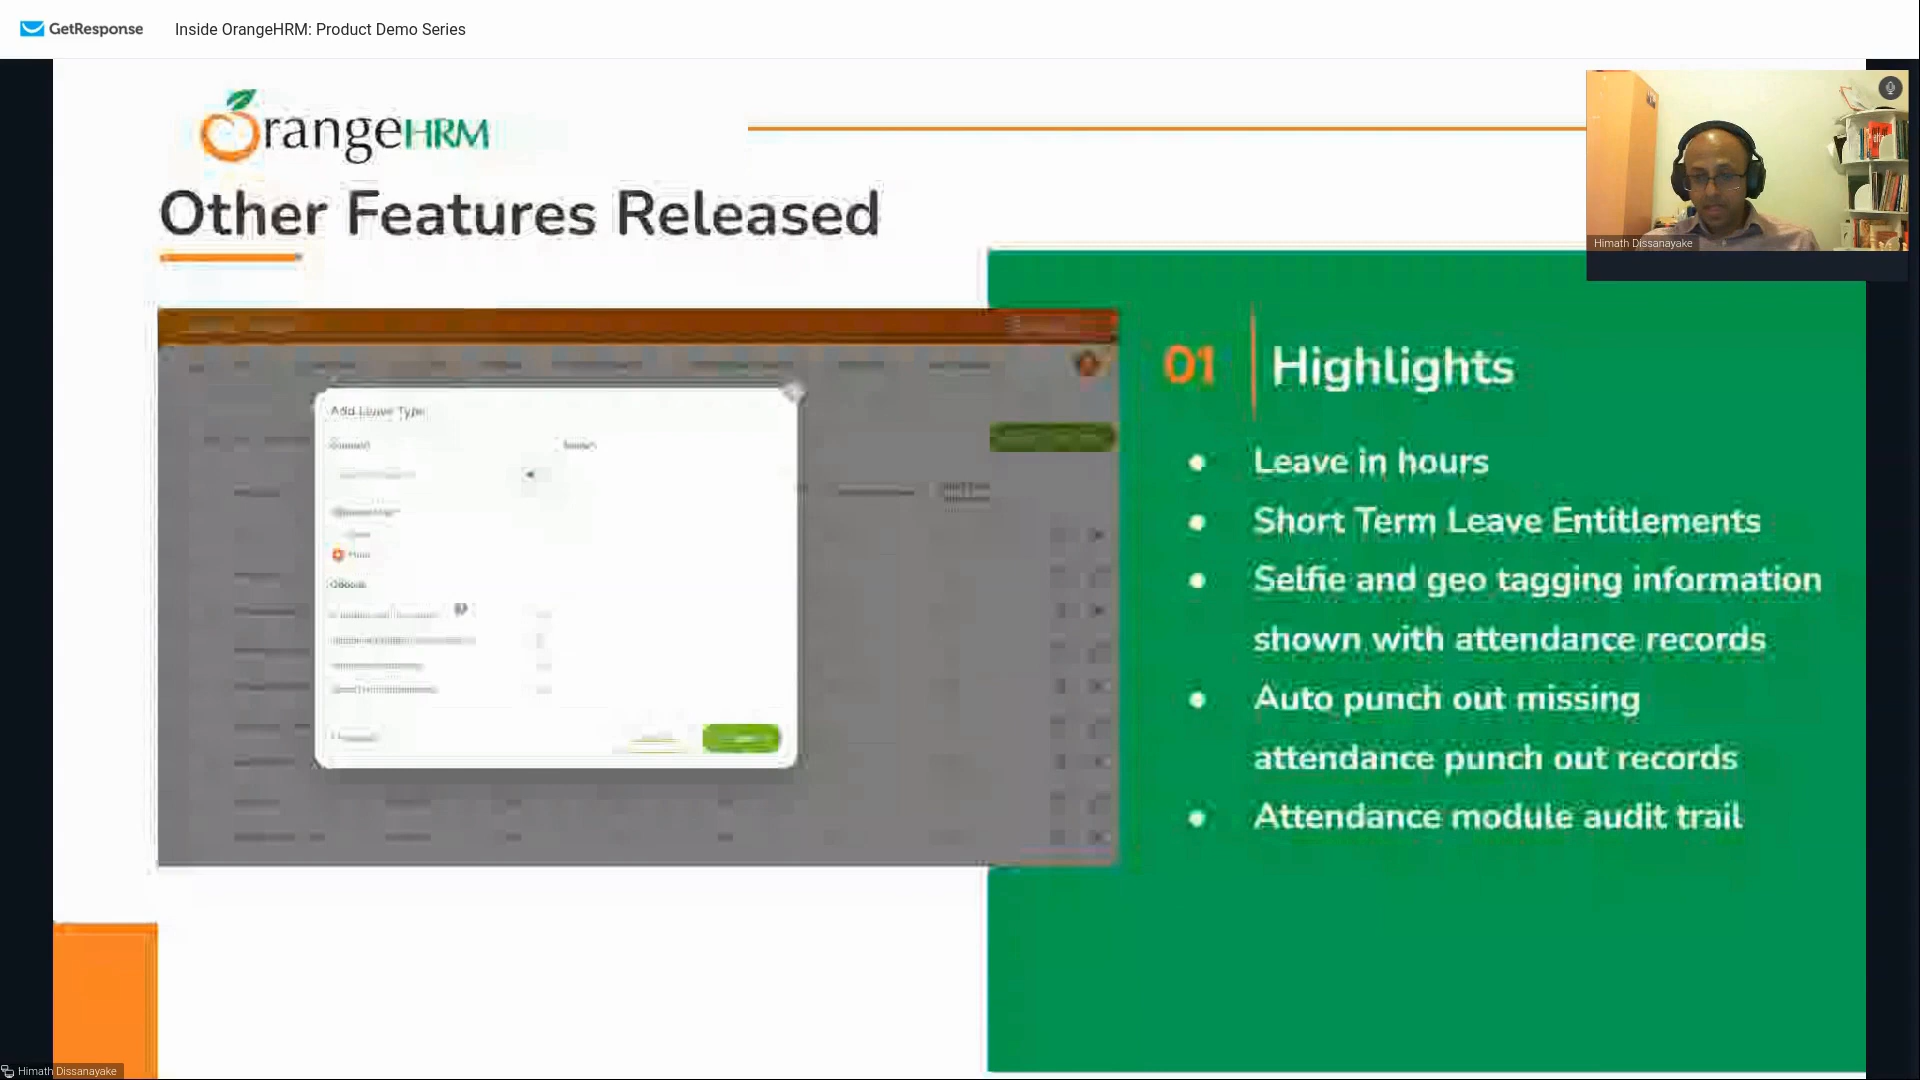 GetResponse
Inside OrangeHRM: Product Demo Series
OrangeHRM
Other Features Released
Himath Dissanayake
01
Highlights
Add Leave Type
• Leave in hours
• Short Term Leave Entitlements
• Selfie and geo tagging information
shown with attendance records
• Auto punch out missing
attendance punch out records
• Attendance module audit trail
Himath Dissanayake